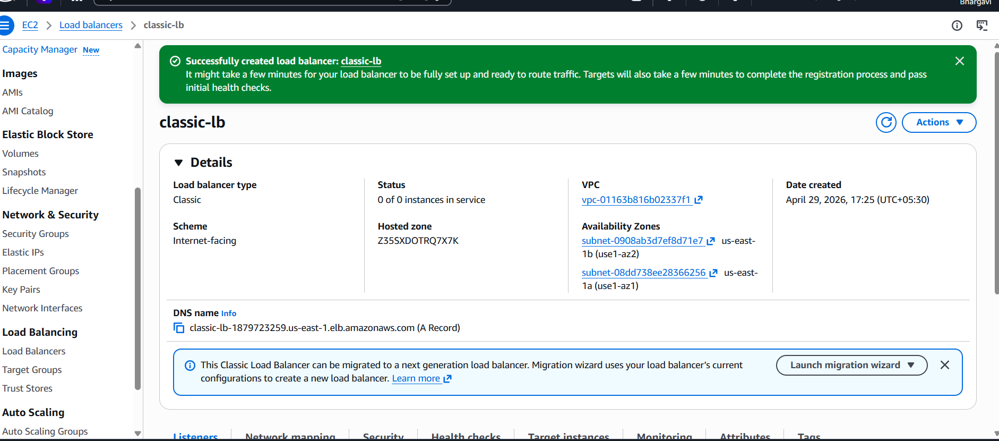 Bhargavi
EC2 > Load balancers > classic-lb
Capacity Manager New
Images
AMIs
AMI Catalog
Elastic Block Store
Volumes
Snapshots
Lifecycle Manager
Network & Security
Security Groups
Elastic IPs
Placement Groups
Key Pairs
Network Interfaces
Load Balancing
Load Balancers
Target Groups
Trust Stores
Auto Scaling
Auto Scaling Groups
Successfully created load balancer: classic-lb
It might take a few minutes for your load balancer to be fully set up and ready to route traffic. Targets will also take a few minutes to complete the registration process and pass
initial health checks.
classic-lb
Actions
Details
Load balancer type
Classic
Scheme
Internet-facing
Status
0 of 0 instances in service
Hosted zone
Z35SXDOTRQ7X7K
VPC
vpc-01163b816b02337f1
Availability Zones
subnet-0908ab3d7ef8d71e7 us-east-
1b (use1-az2)
subnet-08dd738ee28366256 us-east-
1a (use1-az1)
Date created
April 29, 2026, 17:25 (UTC+05:30)
DNS name Info
classic-lb-1879723259.us-east-1.elb.amazonaws.com (A Record)
This Classic Load Balancer can be migrated to a next generation load balancer. Migration wizard uses your load balancer's current
configurations to create a new load balancer. Learn more
Launch migration wizard
Listeners Network mapping Security Health checks Target instances Monitoring Attributes Tags